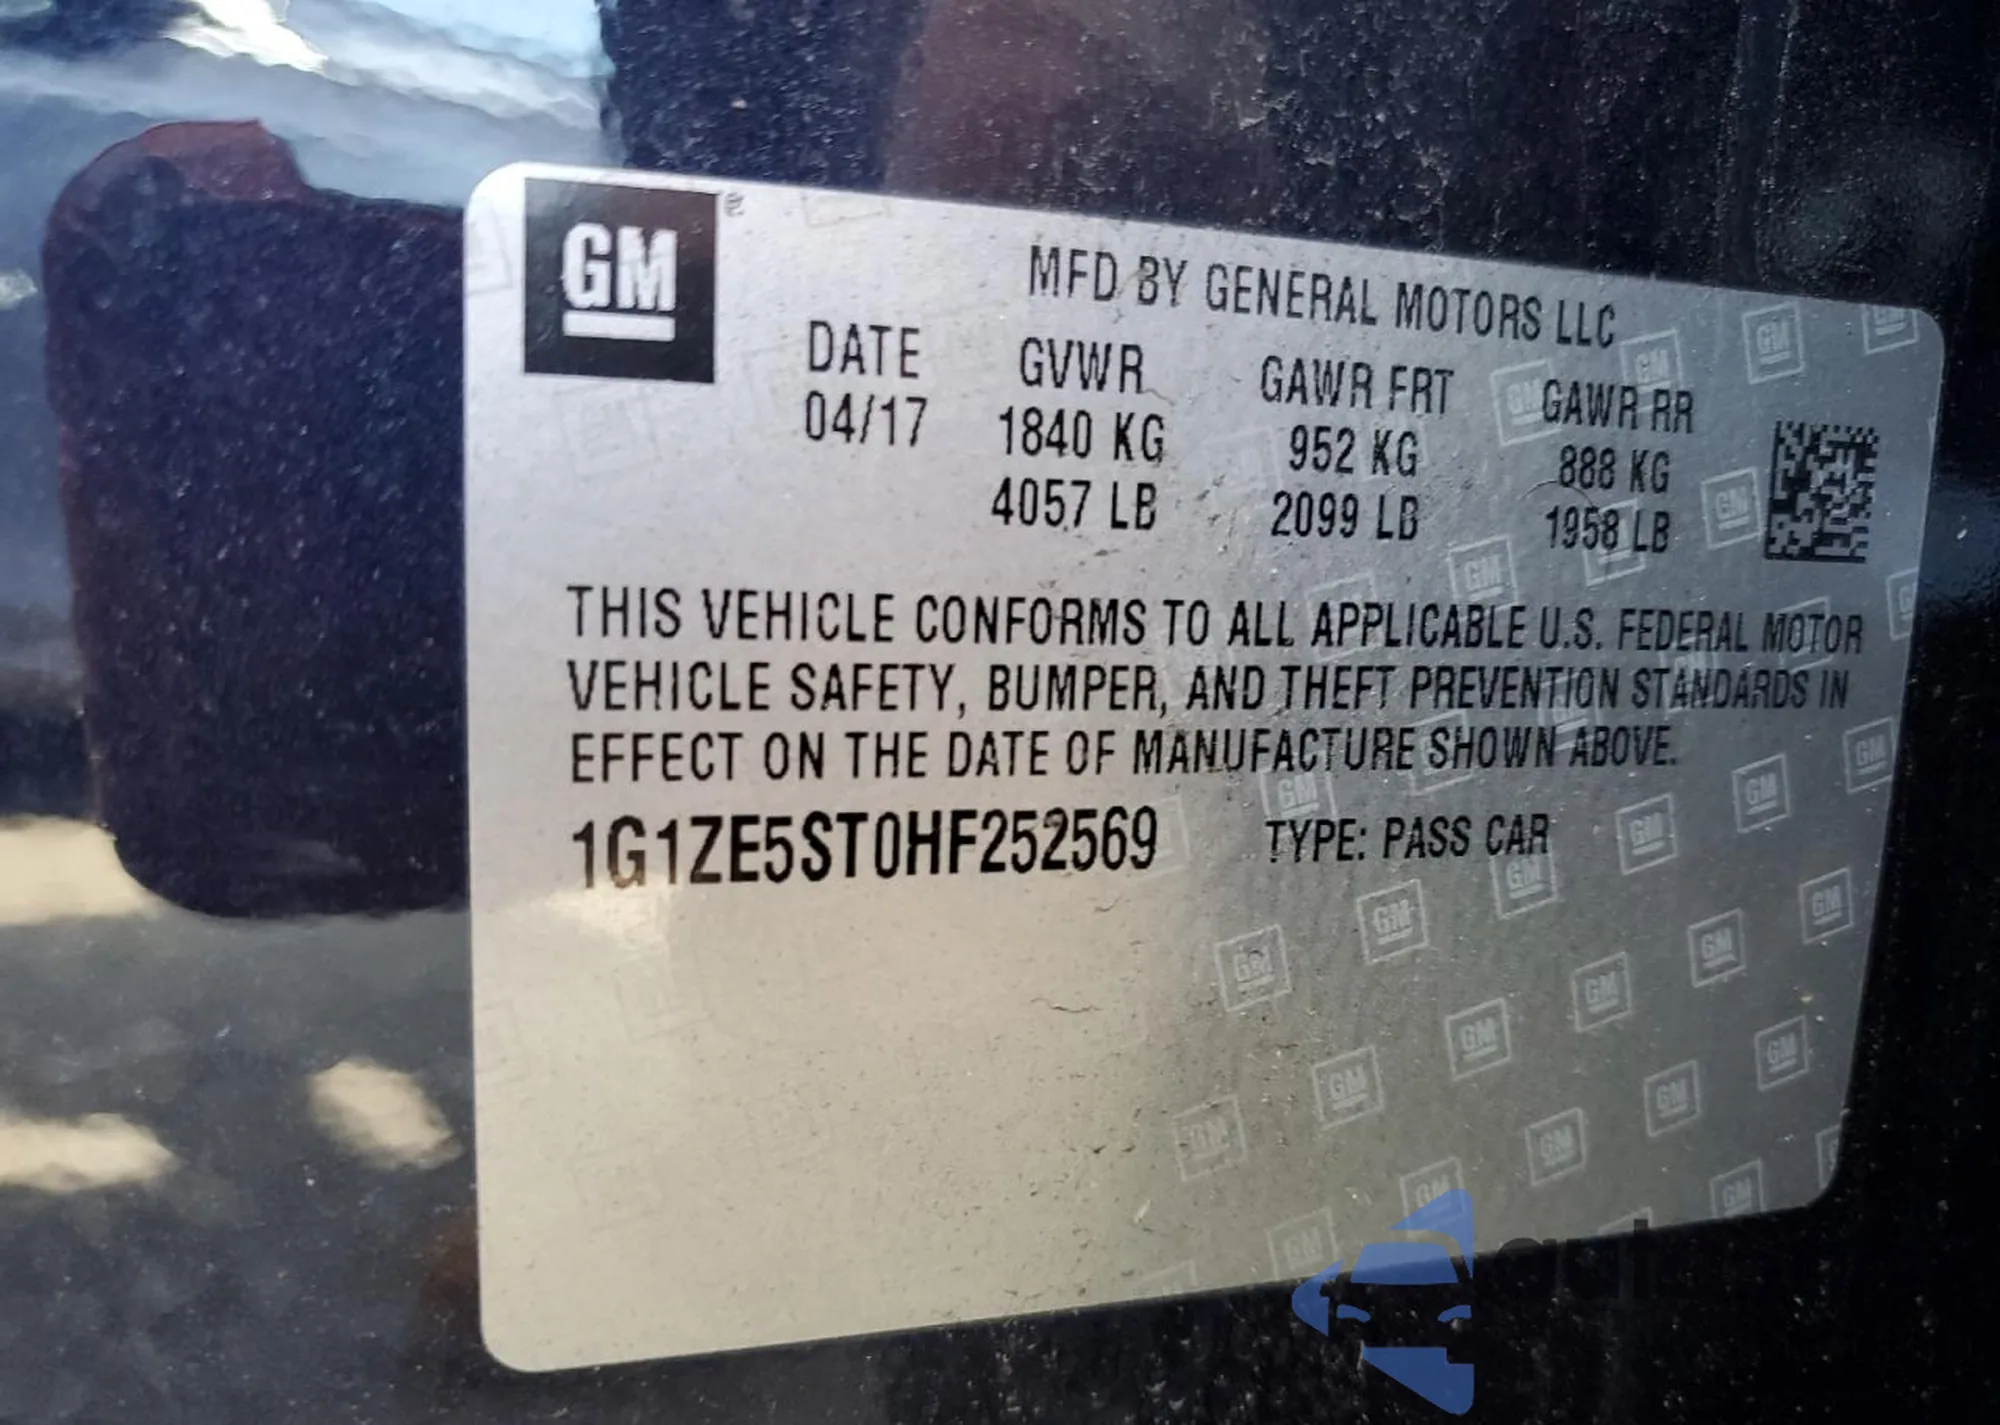 GM
MFD BY GENERAL MOTORS LLC
DATE GVWR GAWR FRT GAWR RR
04/17 1840 KG 952 KG 888 KG
4057 LB 2099 LB 1958 LB
THIS VEHICLE CONFORMS TO ALL APPLICABLE U.S. FEDERAL MOTOR
VEHICLE SAFETY, BUMPER, AND THEFT PREVENTION STANDARDS IN
EFFECT ON THE DATE OF MANUFACTURE SHOWN ABOVE.
1G1ZE5ST0HF252569 TYPE: PASS CAR